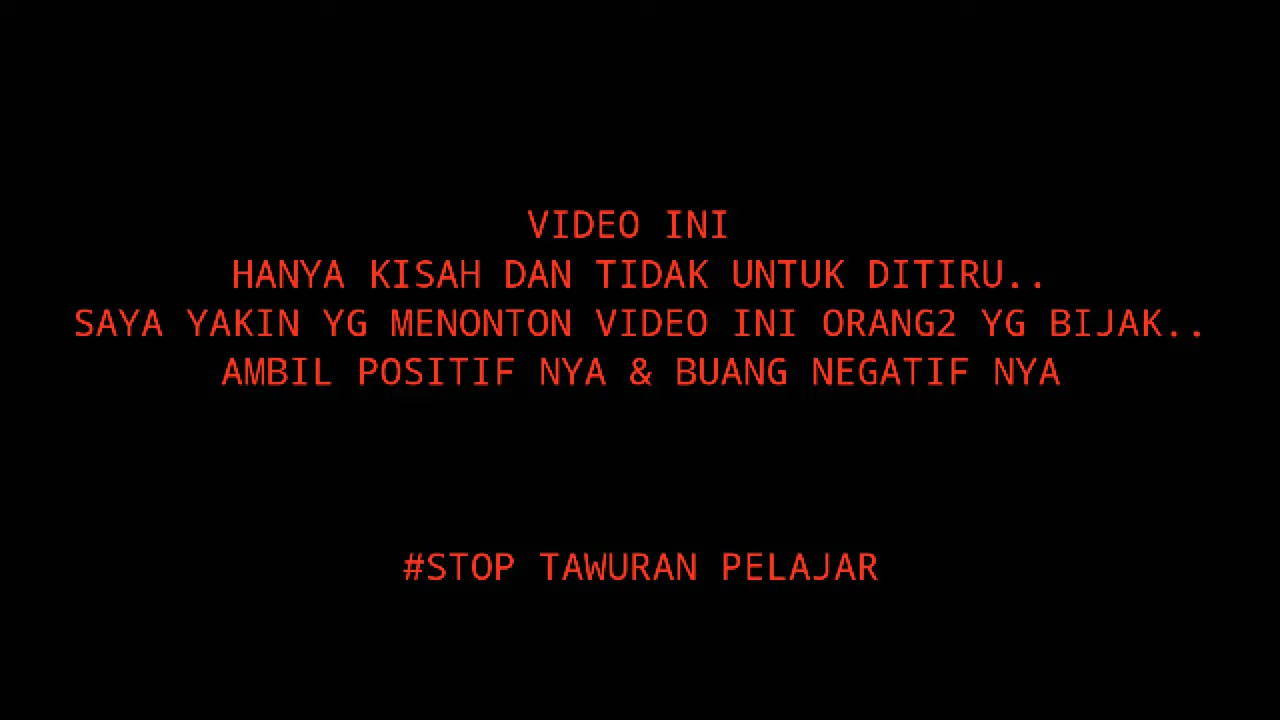 VIDEO INI
HANYA KISAH DAN TIDAK UNTUK DITIRU..
SAYA YAKIN YG MENONTON VIDEO INI ORANG2 YG BIJAK..
AMBIL POSITIF NYA & BUANG NEGATIF NYA
#STOP TAWURAN PELAJAR